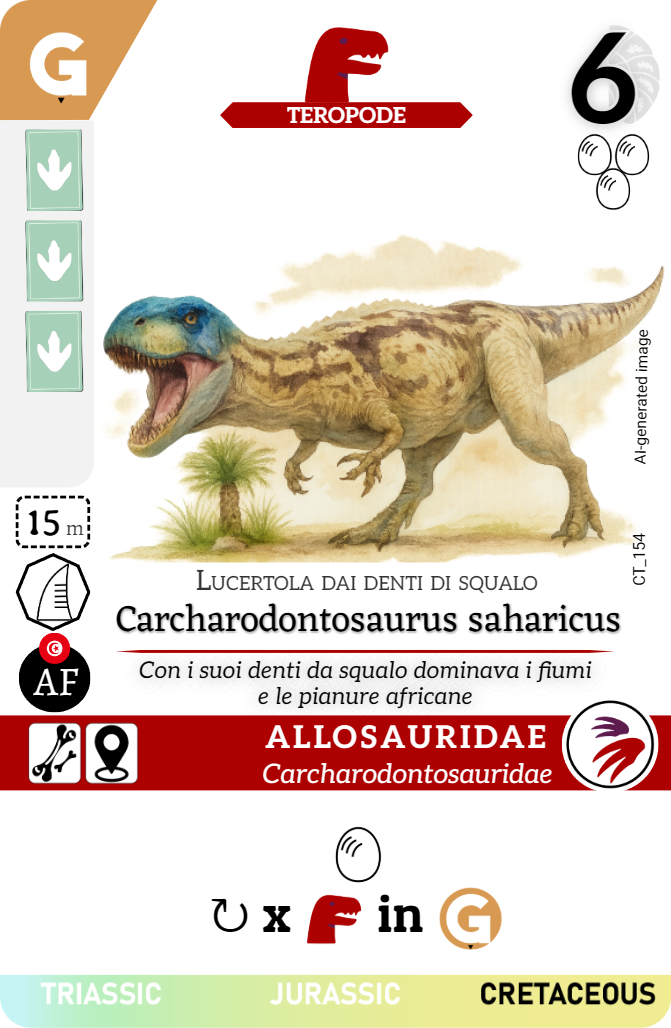 G
TEROPODE
6
AI-generated image
15 m
CT_154
LUCERTOLA DAI DENTI DI SQUALO
Carcharodontosaurus saharicus
AF
Con i suoi denti da squalo dominava i fiumi
e le pianure africane
ALLOSAURIDAE
Carcharodontosauridae
↻ x in G
TRIASSIC JURASSIC CRETACEOUS